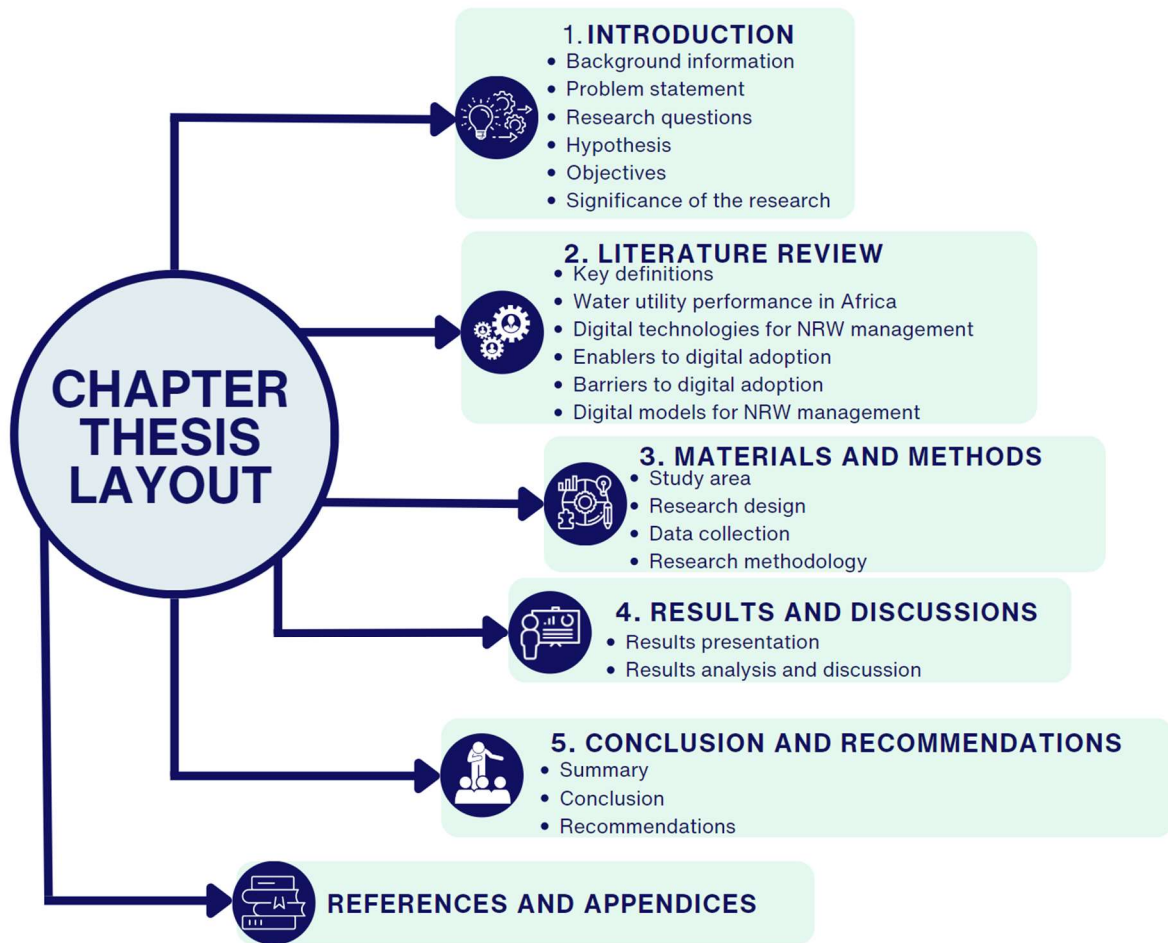 CHAPTER
THESIS
LAYOUT
1. INTRODUCTION
• Background information
• Problem statement
• Research questions
• Hypothesis
• Objectives
• Significance of the research
2. LITERATURE REVIEW
• Key definitions
• Water utility performance in Africa
• Digital technologies for NRW management
• Enablers to digital adoption
• Barriers to digital adoption
• Digital models for NRW management
3. MATERIALS AND METHODS
• Study area
• Research design
• Data collection
• Research methodology
4. RESULTS AND DISCUSSIONS
• Results presentation
• Results analysis and discussion
5. CONCLUSION AND RECOMMENDATIONS
• Summary
• Conclusion
• Recommendations
REFERENCES AND APPENDICES